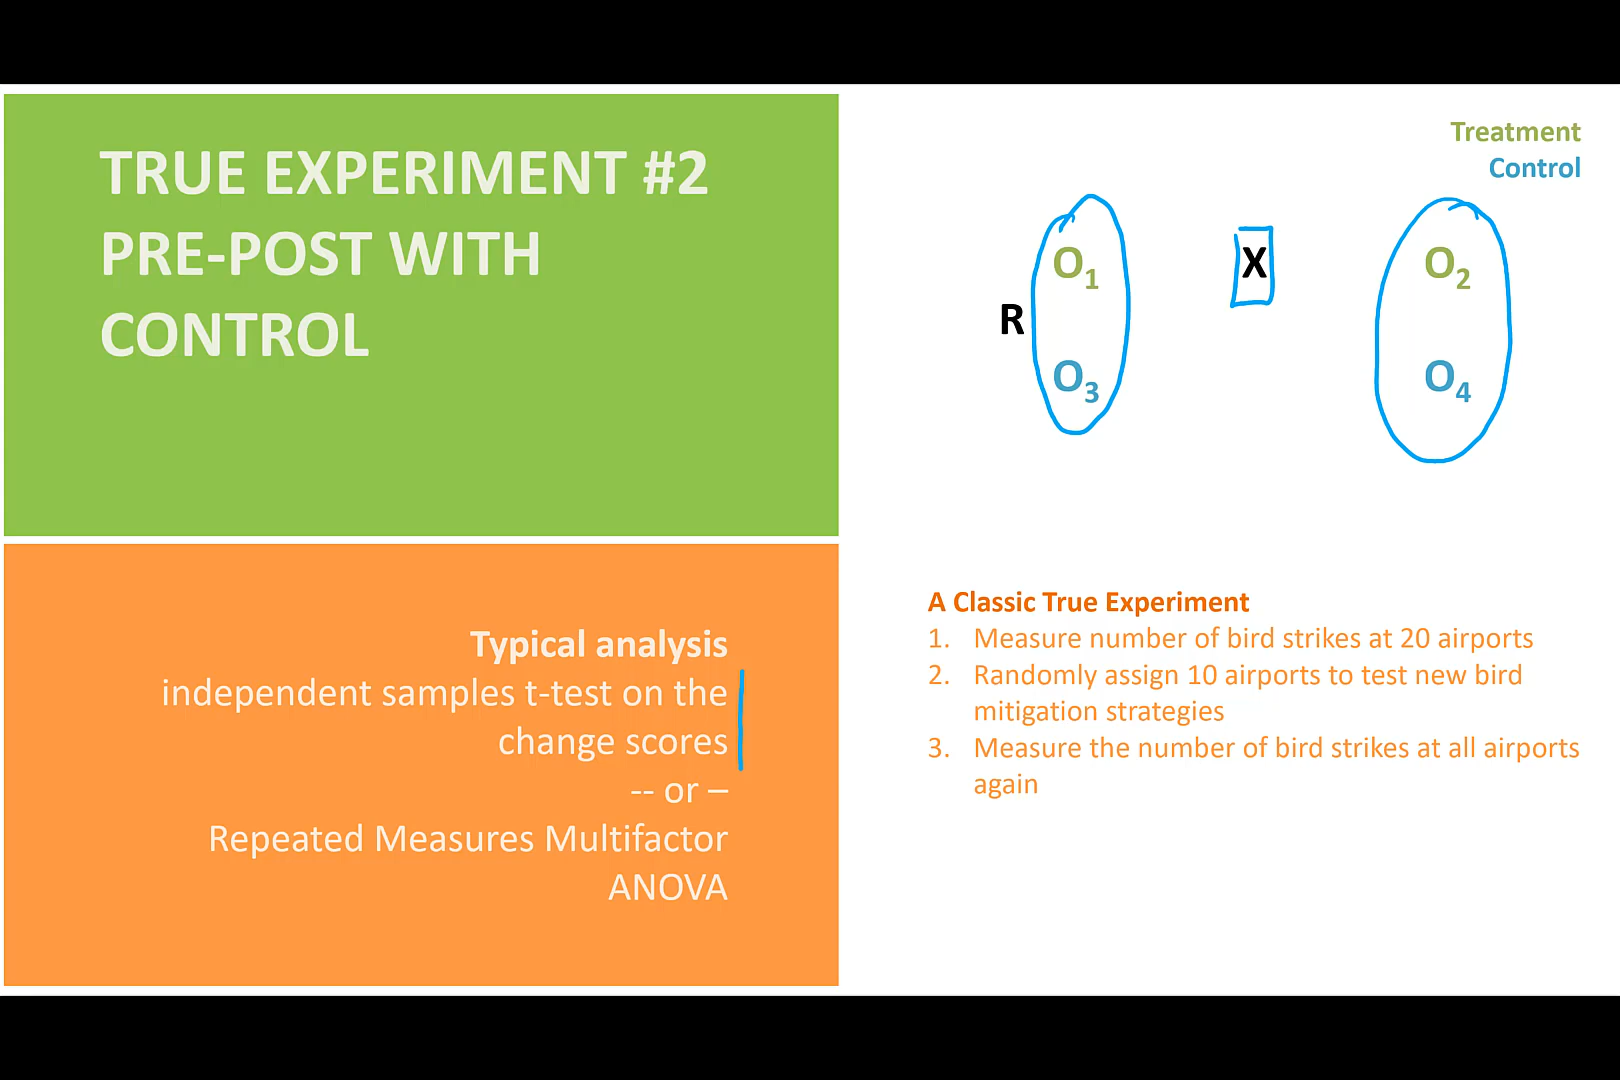 TRUE EXPERIMENT #2
PRE-POST WITH
CONTROL
Typical analysis
independent samples t-test on the
change scores
-- or –
Repeated Measures Multifactor
ANOVA
Treatment
Control
O1 X O2
R
O3 O4
A Classic True Experiment
1. Measure number of bird strikes at 20 airports
2. Randomly assign 10 airports to test new bird
mitigation strategies
3. Measure the number of bird strikes at all airports
again